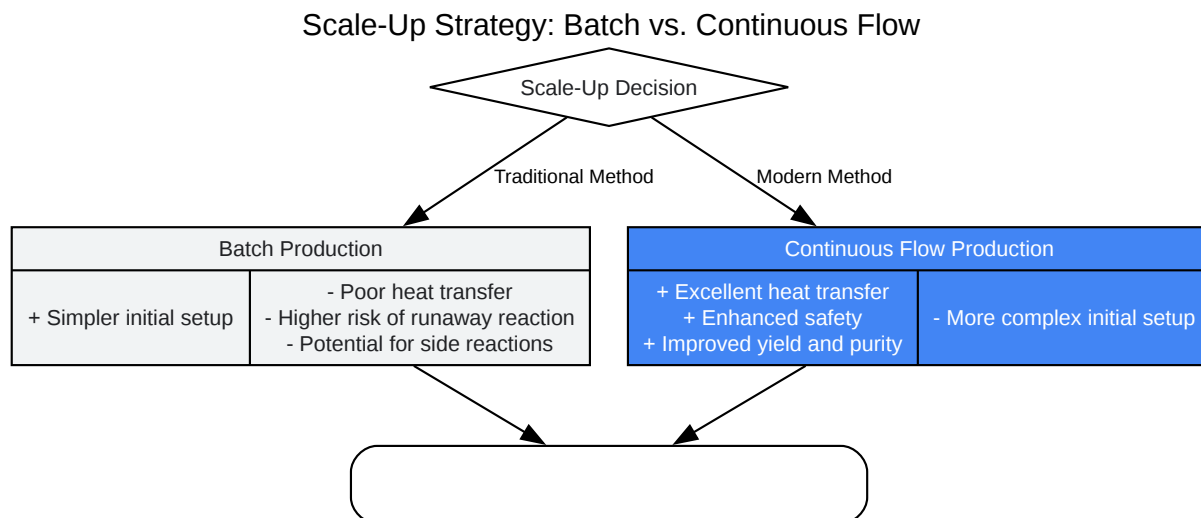 Scale-Up Strategy: Batch vs. Continuous Flow
Scale-Up Decision
Traditional Method
Modern Method
Batch Production
+ Simpler initial setup
- Poor heat transfer
- Higher risk of runaway reaction
- Potential for side reactions
Continuous Flow Production
+ Excellent heat transfer
+ Enhanced safety
+ Improved yield and purity
- More complex initial setup